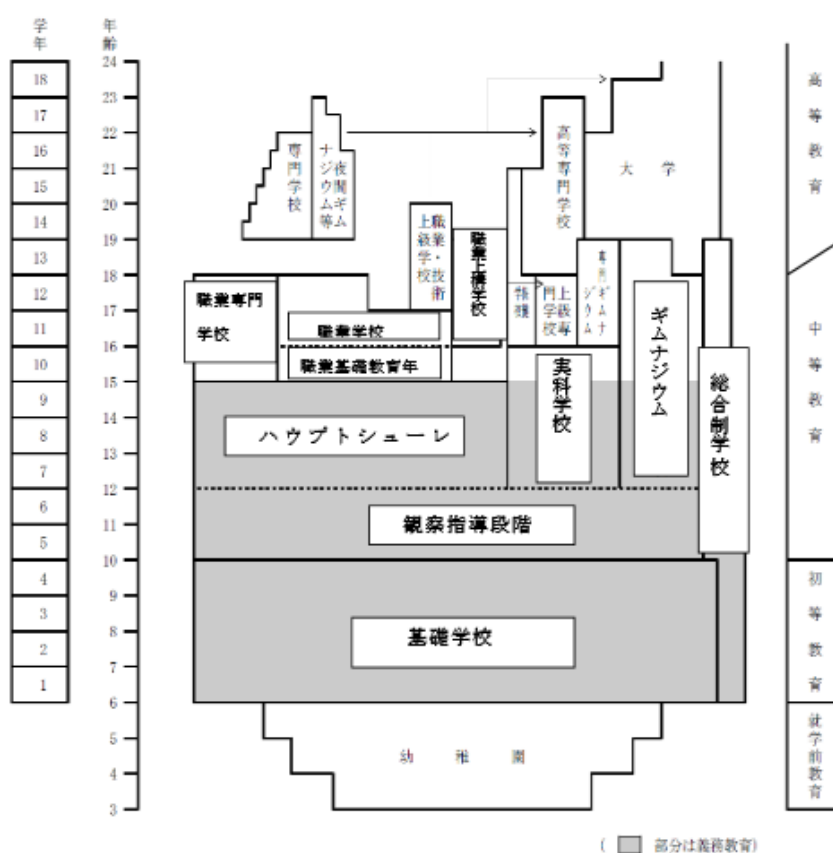 学年
年齢
24
23
22
21
20
19
18
17
16
15
14
13
12
11
10
9
8
7
6
5
4
3
18
17
16
15
14
13
12
11
10
9
8
7
6
5
4
3
2
1
専門学校
夜間ギム
ナジウム等
職業・技術
上級学校
職業上構学校
高等専門学校
大学
職業専門
学校
職業学校
職業基礎教育年
上級専
門学校
専門ギムナ
ジウム
ギムナジウム
実科学校
総合制学校
ハウプトシューレ
観察指導段階
基礎学校
幼稚園
高等教育
中等教育
初等教育
就学前教育
( 部分は義務教育)